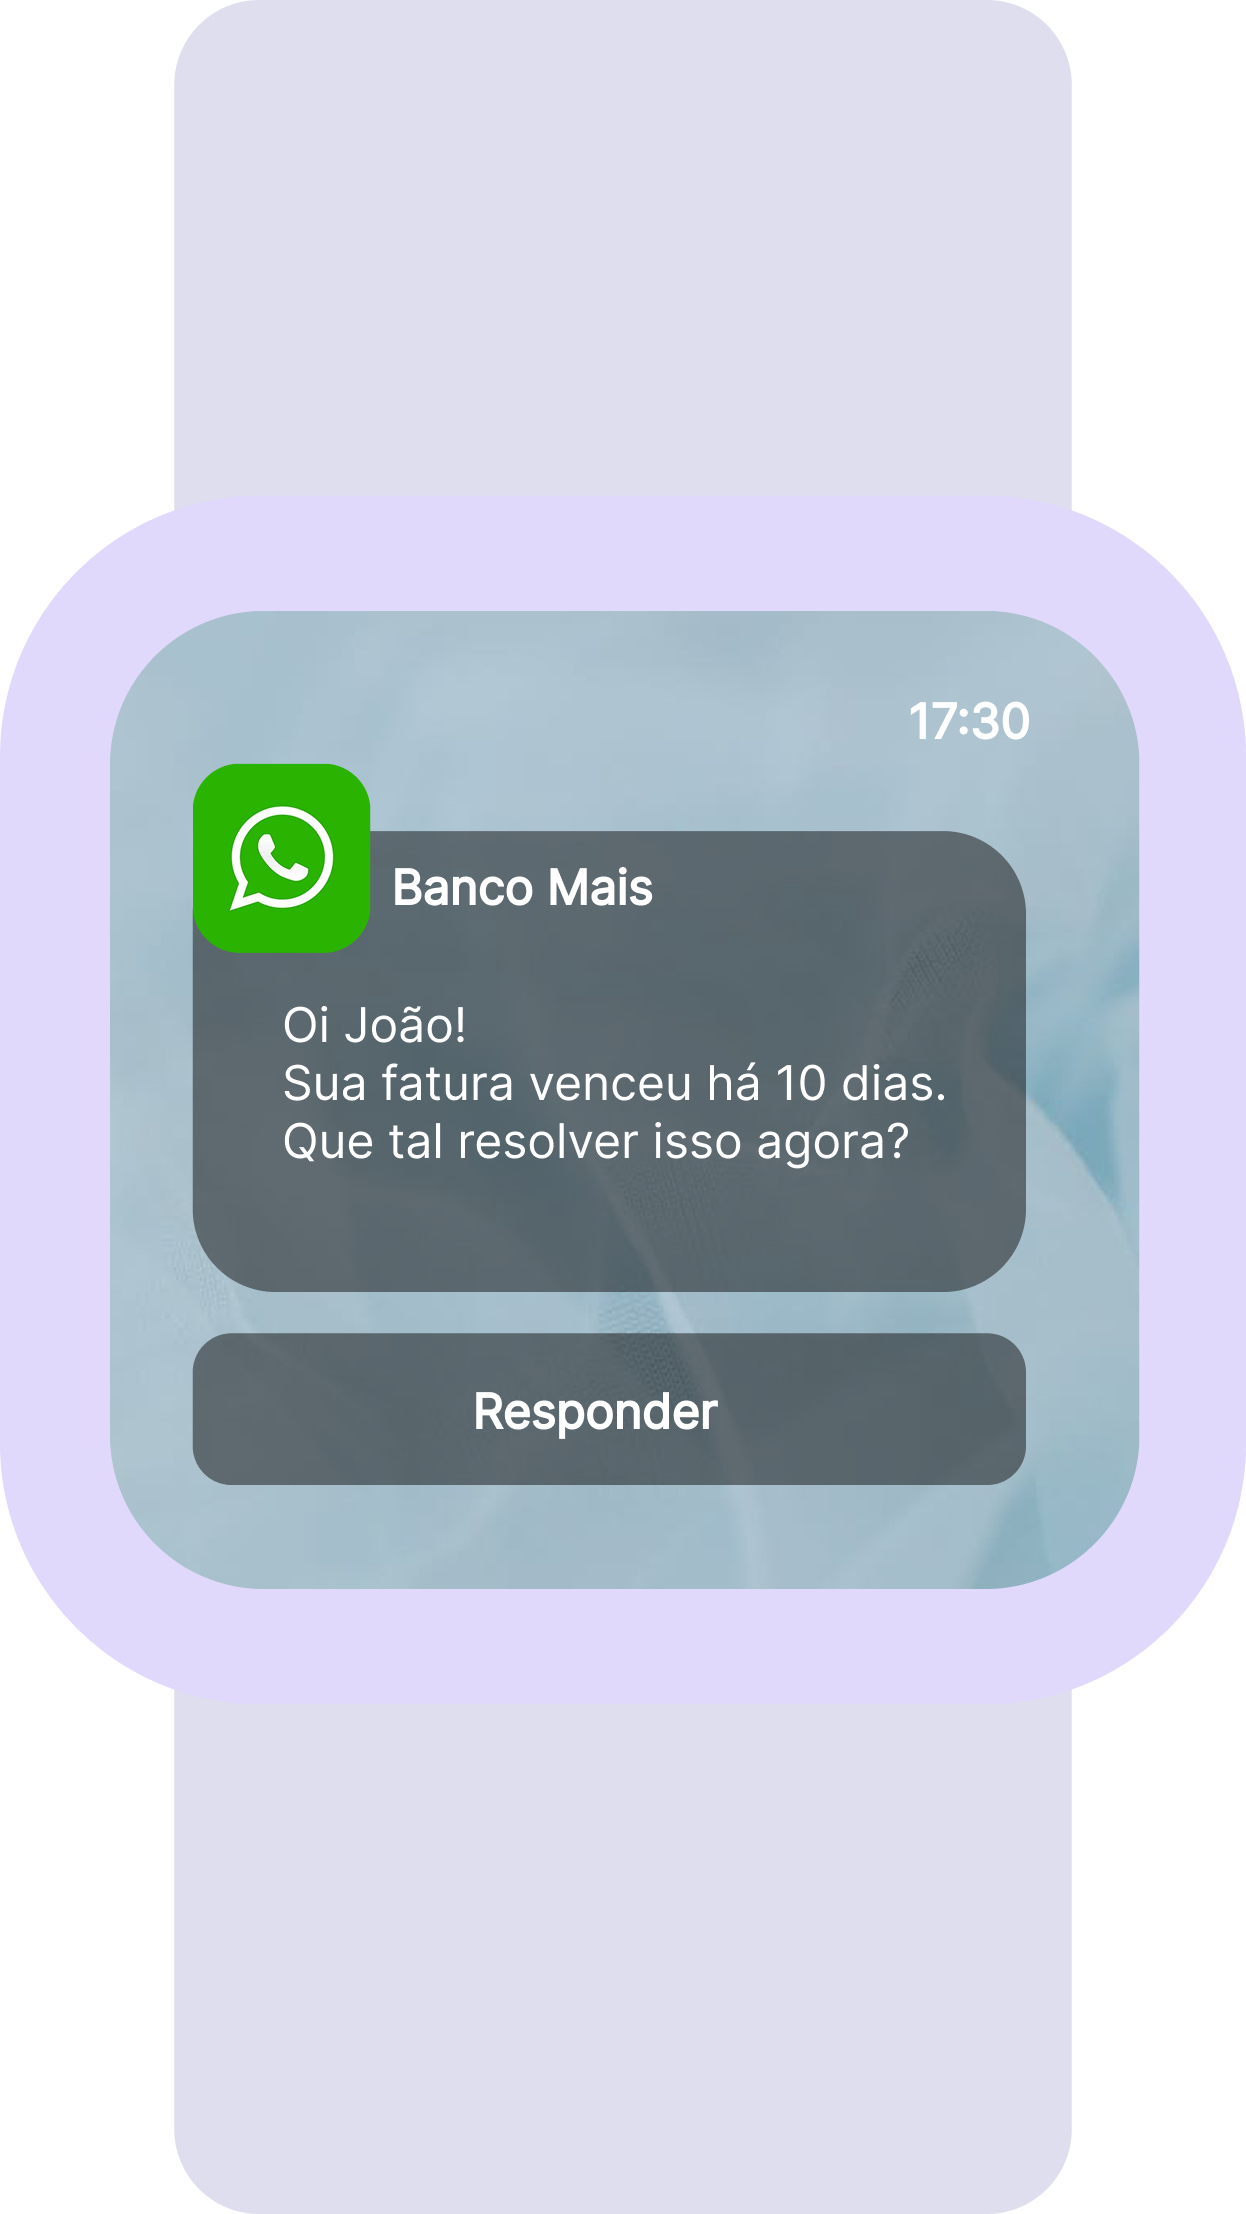 17:30
Banco Mais
Oi João!
Sua fatura venceu há 10 dias.
Que tal resolver isso agora?
Responder